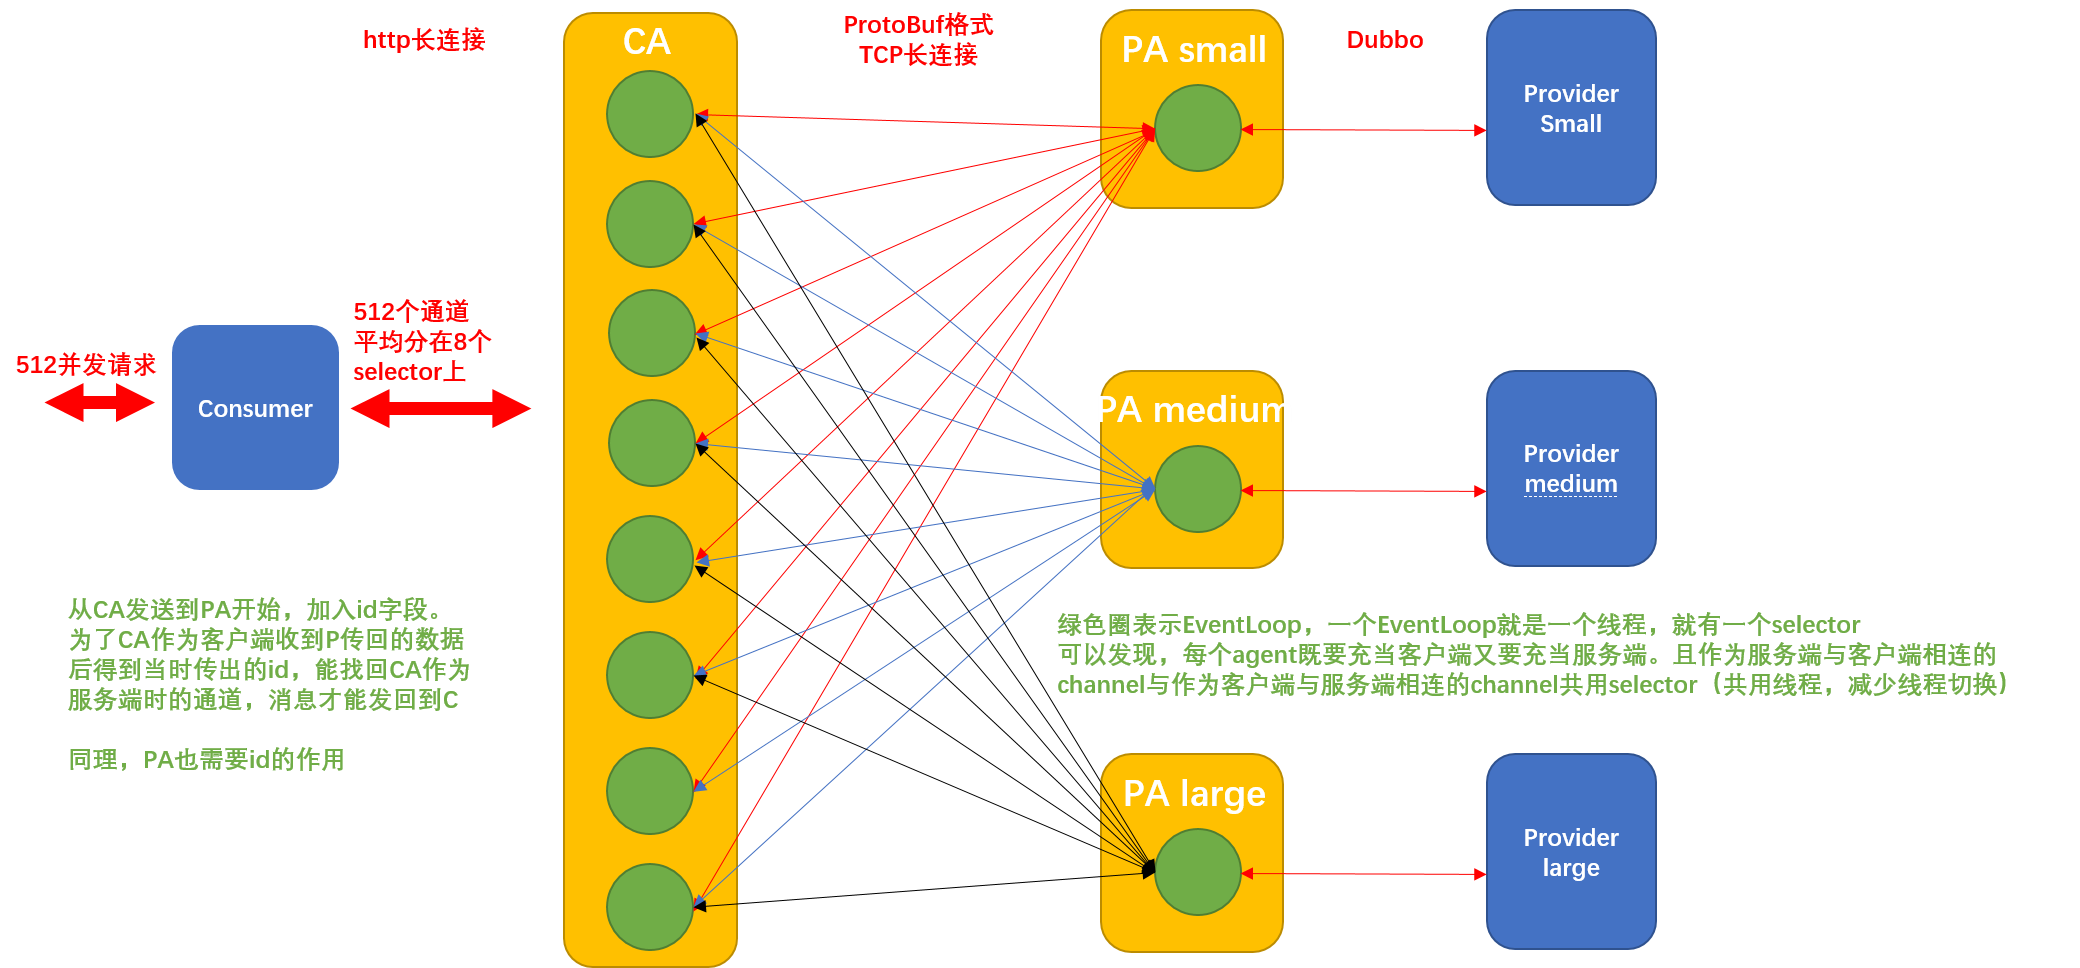 http长连接
CA
ProtoBuf格式
TCP长连接
PA small
Dubbo
Provider
Small
512并发请求
Consumer
512个通道
平均分在8个
selector上
PA medium
Provider
medium
从CA发送到PA开始，加入id字段。
为了CA作为客户端收到P传回的数据
后得到当时传出的id，能找回CA作为
服务端时的通道，消息才能发回到C
同理，PA也需要id的作用
绿色圈表示EventLoop，一个EventLoop就是一个线程，就有一个selector
可以发现，每个agent既要充当客户端又要充当服务端。且作为服务端与客户端相连的
channel与作为客户端与服务端相连的channel共用selector（共用线程，减少线程切换）
PA large
Provider
large